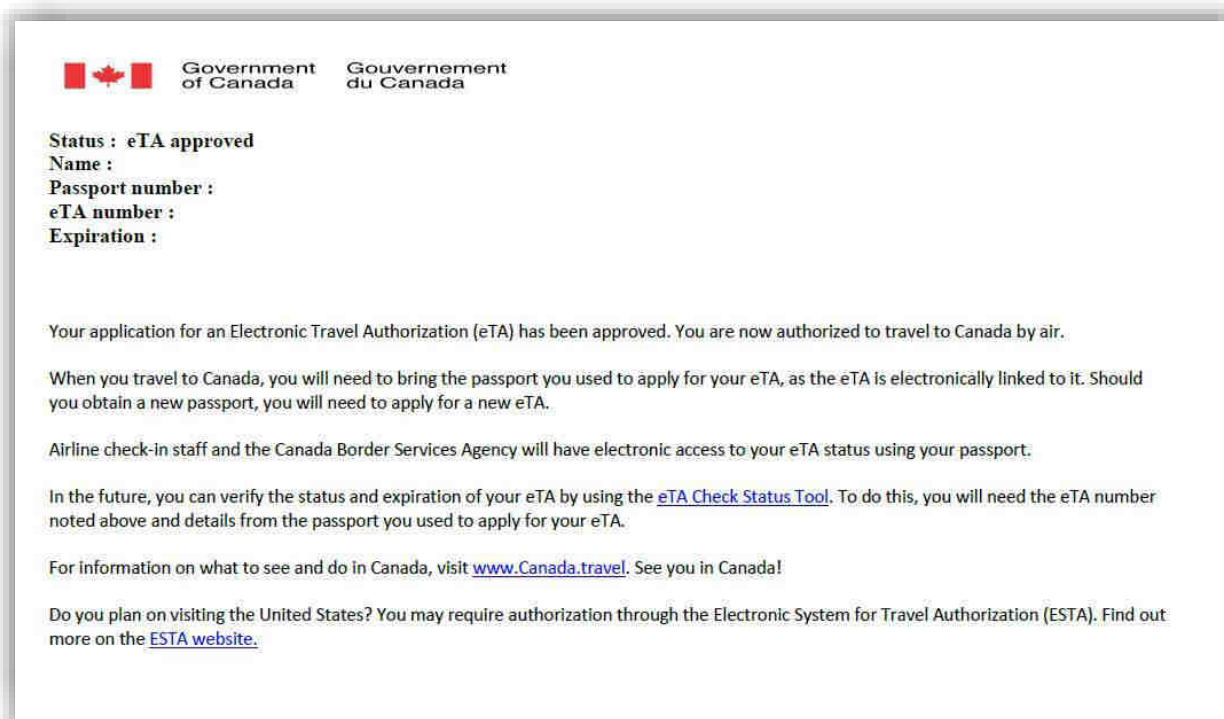 Government Gouvernement
of Canada du Canada
Status : eTA approved
Name :
Passport number :
eTA number :
Expiration :
Your application for an Electronic Travel Authorization (eTA) has been approved. You are now authorized to travel to Canada by air.
When you travel to Canada, you will need to bring the passport you used to apply for your eTA, as the eTA is electronically linked to it. Should
you obtain a new passport, you will need to apply for a new eTA.
Airline check-in staff and the Canada Border Services Agency will have electronic access to your eTA status using your passport.
In the future, you can verify the status and expiration of your eTA by using the eTA Check Status Tool. To do this, you will need the eTA number
noted above and details from the passport you used to apply for your eTA.
For information on what to see and do in Canada, visit www.Canada.travel. See you in Canada!
Do you plan on visiting the United States? You may require authorization through the Electronic System for Travel Authorization (ESTA). Find out
more on the ESTA website.